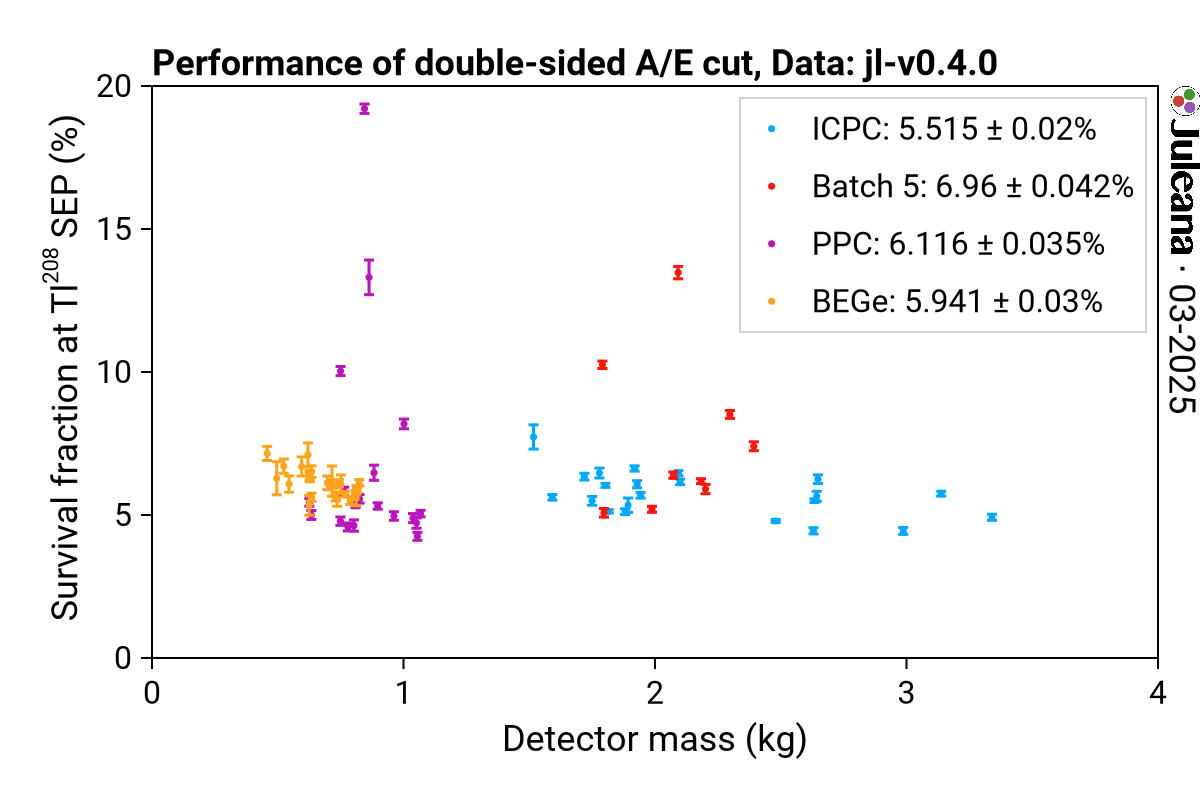 Performance of double-sided A/E cut, Data: jl-v0.4.0
Survival fraction at Tl²⁰⁸ SEP (%)
20
15
10
5
0
ICPC: 5.515 ± 0.02%
Batch 5: 6.96 ± 0.042%
PPC: 6.116 ± 0.035%
BEGe: 5.941 ± 0.03%
0 1 2 3 4
Detector mass (kg)
Juleana · 03-2025